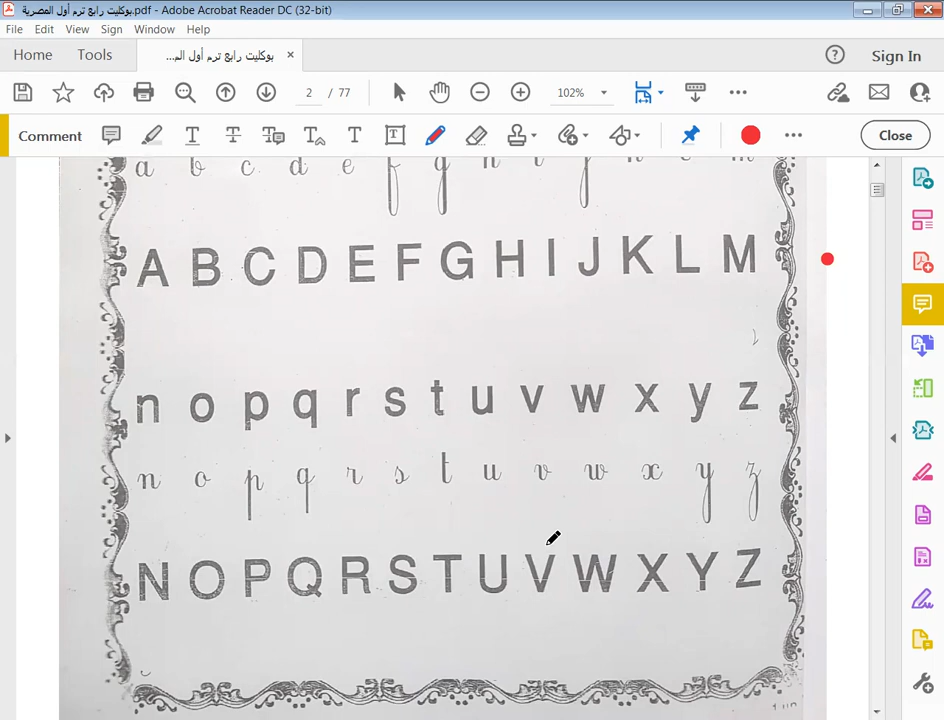 بوكليت رابع ترم أول المصرية.pdf - Adobe Acrobat Reader DC (32-bit)
File Edit View Sign Window Help
Home Tools بوكليت رابع ترم أول الم... × Sign In
2 / 77 102%
Comment Close
a b c d e f g h i j k l m
A B C D E F G H I J K L M
n o p q r s t u v w x y z
n o p q r s t u v w x y z
N O P Q R S T U V W X Y Z